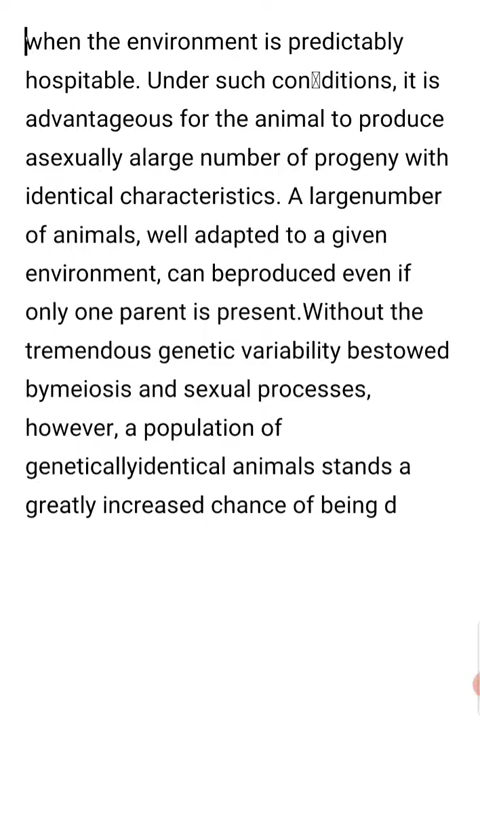 when the environment is predictably
hospitable. Under such con￾ditions, it is
advantageous for the animal to produce
asexually alarge number of progeny with
identical characteristics. A largenumber
of animals, well adapted to a given
environment, can beproduced even if
only one parent is present.Without the
tremendous genetic variability bestowed
bymeiosis and sexual processes,
however, a population of
geneticallyidentical animals stands a
greatly increased chance of being d